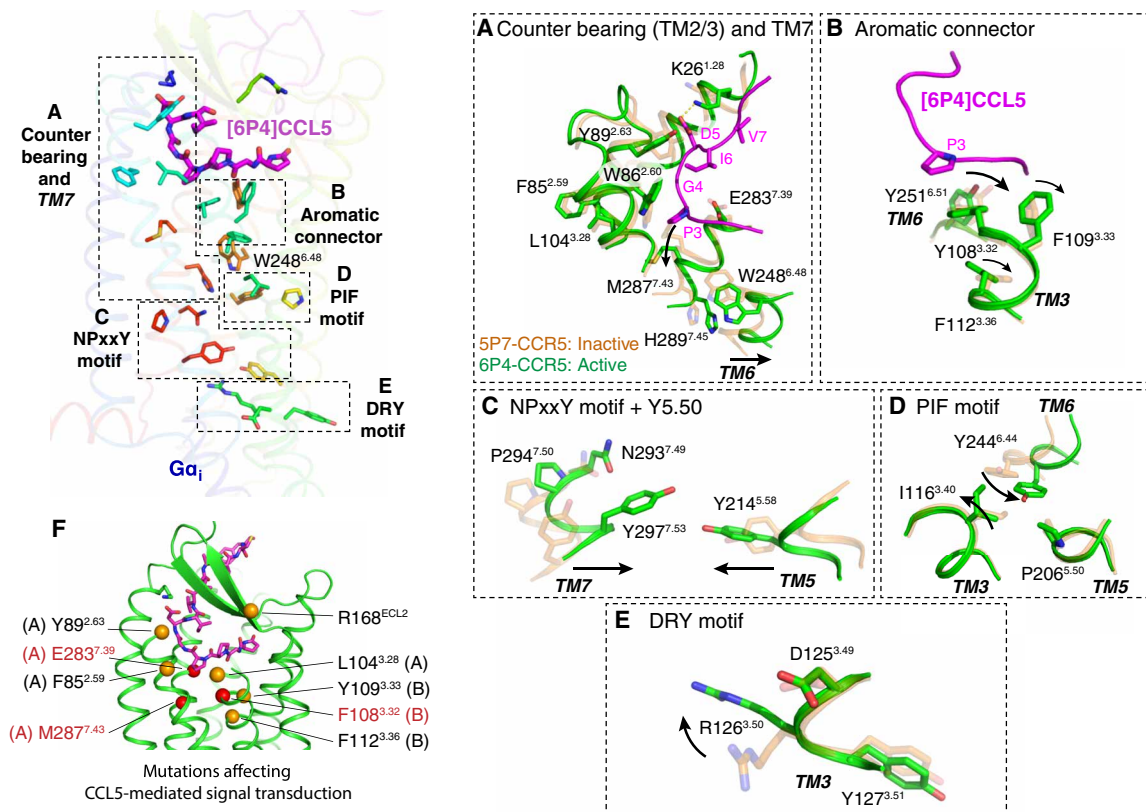 A
Counter
bearing
and
TM7
[6P4]CCL5
B
Aromatic
connector
W248^6.48
D
PIF
motif
C
NPxxY
motif
E
DRY
motif
Gαi
A Counter bearing (TM2/3) and TM7
K26^1.28
D5
V7
Y89^2.63
I6
W86^2.60
G4
F85^2.59
E283^7.39
L104^3.28
P3
M287^7.43
W248^6.48
H289^7.45
5P7-CCR5: Inactive
6P4-CCR5: Active
TM6
B Aromatic connector
[6P4]CCL5
P3
Y251^6.51
TM6
Y108^3.32
F109^3.33
TM3
F112^3.36
C NPxxY motif + Y5.50
P294^7.50
N293^7.49
Y214^5.58
Y297^7.53
TM7
TM5
D PIF motif
TM6
Y244^6.44
I116^3.40
P206^5.50
TM3
TM5
E DRY motif
D125^3.49
R126^3.50
TM3
Y127^3.51
F
R168^ECL2
(A) Y89^2.63
(A) E283^7.39
(A) F85^2.59
L104^3.28 (A)
Y109^3.33 (B)
F108^3.32 (B)
(A) M287^7.43
F112^3.36 (B)
Mutations affecting
CCL5-mediated signal transduction